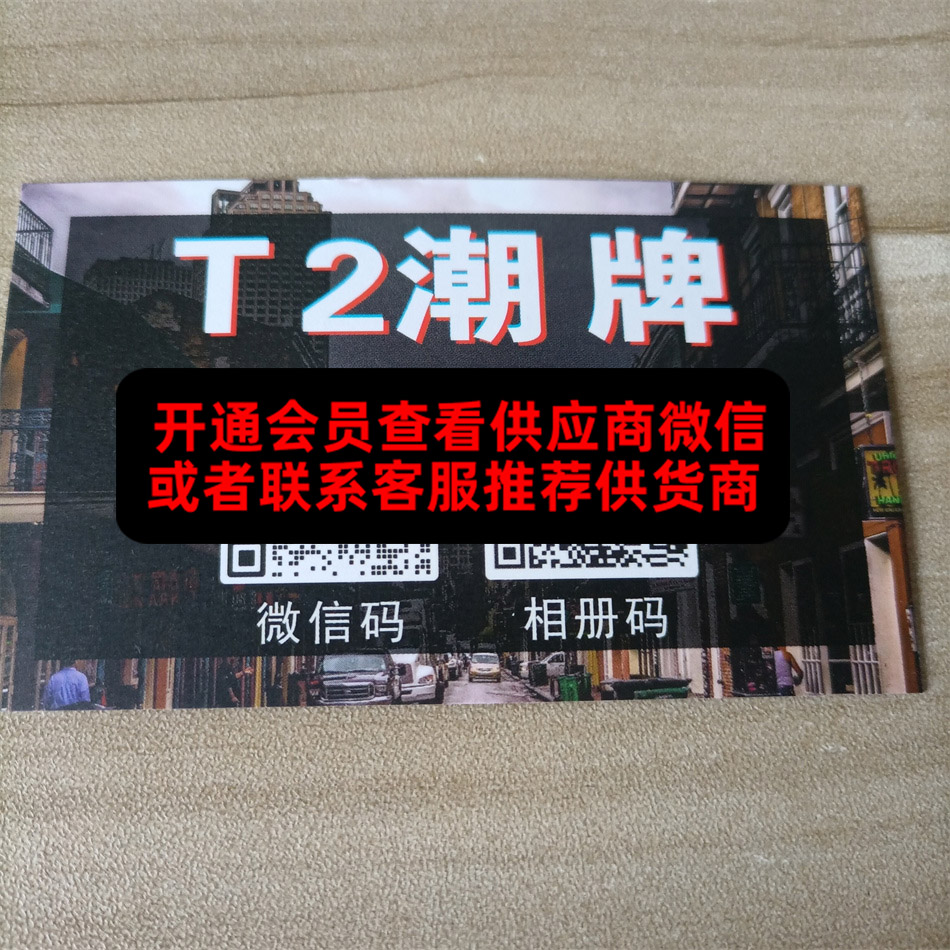 T2潮牌
开通会员查看供应商微信
或者联系客服推荐供货商
微信码
相册码